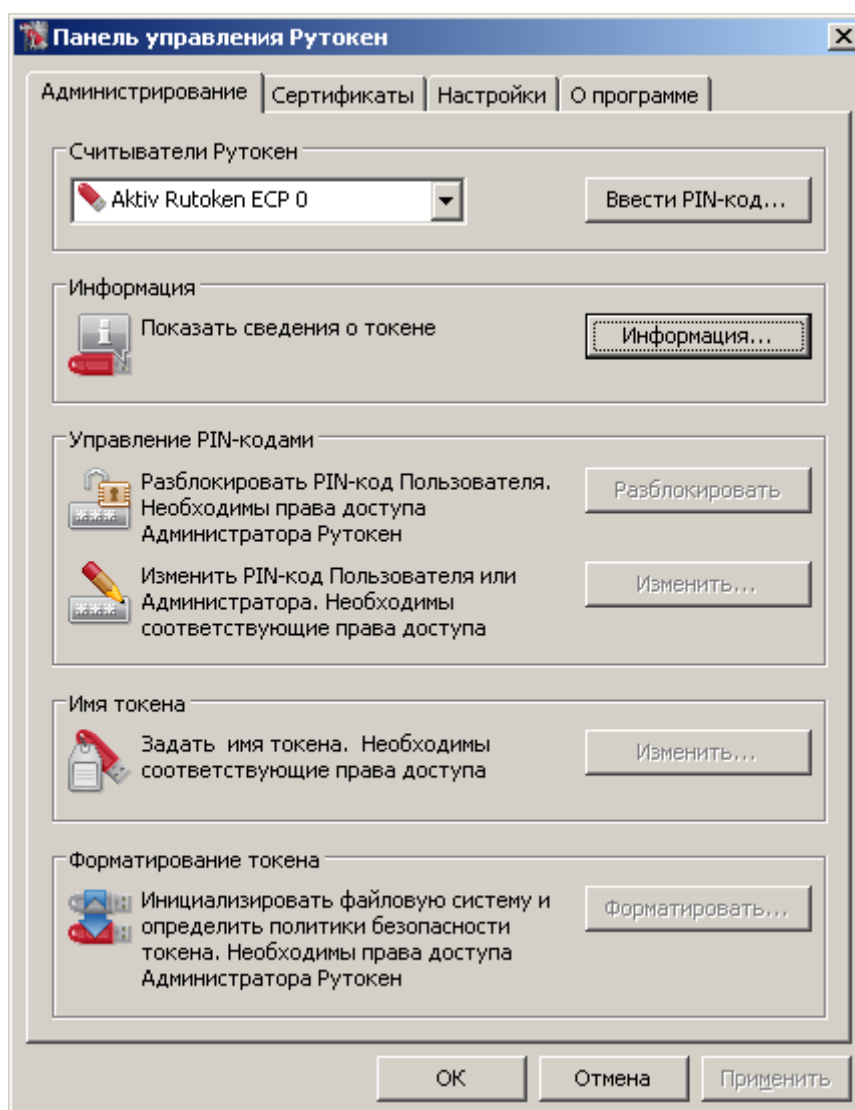 Панель управления Рутокен
Администрирование
Сертификаты
Настройки
О программе
Считыватели Рутокен
Aktiv Rutoken ECP 0
Ввести PIN-код...
Информация
Показать сведения о токене
Информация...
Управление PIN-кодами
Разблокировать PIN-код Пользователя.
Необходимы права доступа
Администратора Рутокен
Разблокировать
Изменить PIN-код Пользователя или
Администратора. Необходимы
соответствующие права доступа
Изменить...
Имя токена
Задать имя токена. Необходимы
соответствующие права доступа
Изменить...
Форматирование токена
Инициализировать файловую систему и
определить политики безопасности
токена. Необходимы права доступа
Администратора Рутокен
Форматировать...
ОК
Отмена
Применить